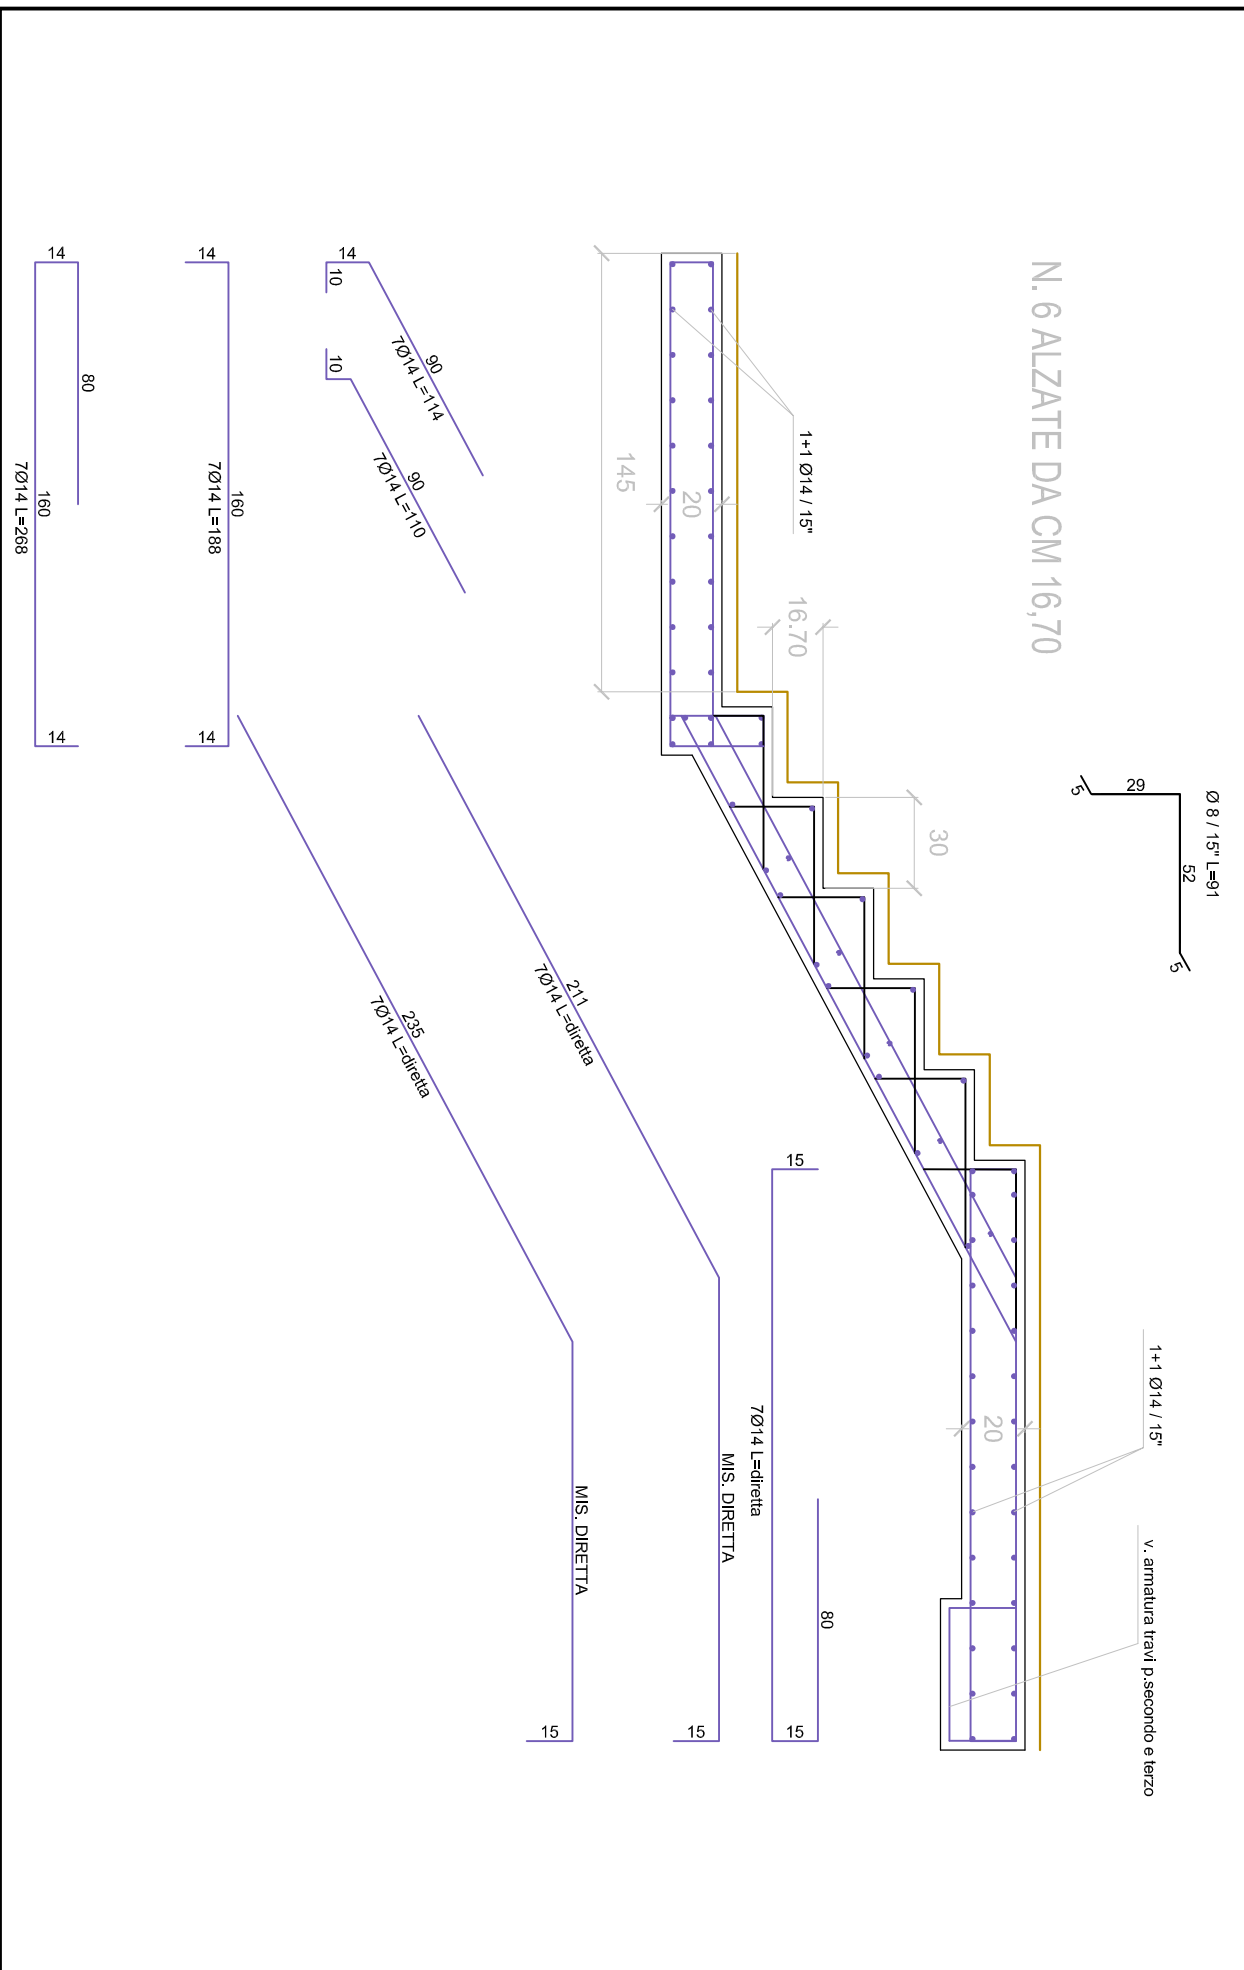 N. 6 ALZATE DA CM 16,70
Ø 8 / 15" L=91
29
52
5
5
1+1 Ø14 / 15"
1+1 Ø14 / 15"
v. armatura travi p.secondo e terzo
145
20
16.70
30
20
15
7Ø14 L=diretta
80
15
211
7Ø14 L=diretta
MIS. DIRETTA
15
235
7Ø14 L=diretta
MIS. DIRETTA
15
14
10
90
7Ø14 L=114
10
90
7Ø14 L=110
14
160
7Ø14 L=188
14
14
80
160
7Ø14 L=268
14